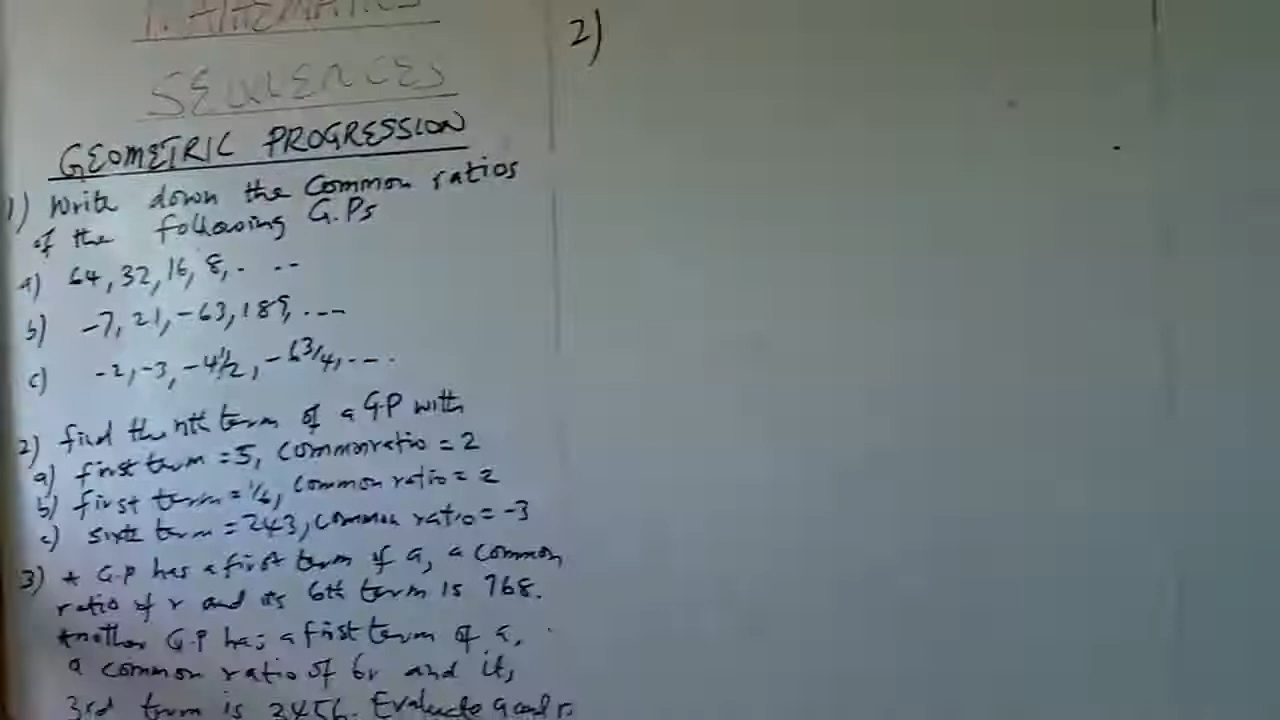 MATHEMATICS
SEQUENCES
GEOMETRIC PROGRESSION
1) Write down the Common ratios
of the following G.Ps
a) 64, 32, 16, 8, . --
b) -7, 21, -63, 189, ---
c) -2, -3, -4½, -6¾, --.
2) find the nth term of a G.P with
a) first term = 5, Common ratio = 2
b) first term = ⅙, Common ratio = 2
c) sixth term = 243, Common ratio = -3
3) A G.P has a first term of a, a common
ratio of r and its 6th term is 768.
Another G.P has a first term of a,
a common ratio of 6r and its
3rd term is 3456. Evaluate a and r.
2)